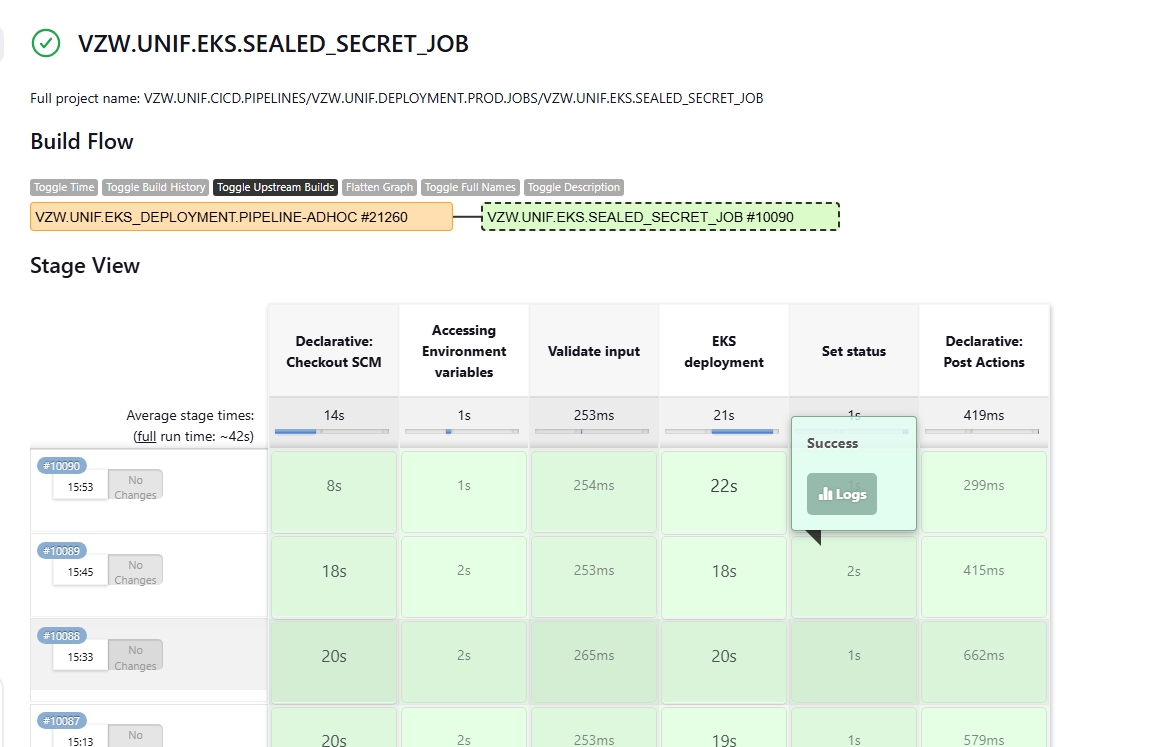 VZW.UNIF.EKS.SEALED_SECRET_JOB
Full project name: VZW.UNIF.CICD.PIPELINES/VZW.UNIF.DEPLOYMENT.PROD.JOBS/VZW.UNIF.EKS.SEALED_SECRET_JOB
Build Flow
Toggle Time Toggle Build History Toggle Upstream Builds Flatten Graph Toggle Full Names Toggle Description
VZW.UNIF.EKS_DEPLOYMENT.PIPELINE-ADHOC #21260 VZW.UNIF.EKS.SEALED_SECRET_JOB #10090
Stage View
Declarative: Checkout SCM
Accessing Environment variables
Validate input
EKS deployment
Set status
Declarative: Post Actions
Average stage times: 14s 1s 253ms 21s 1s 419ms
(full run time: ~42s)
Success
#10090
15:53 No Changes 8s 1s 254ms 22s 1s 299ms
Logs
#10089
15:45 No Changes 18s 2s 253ms 18s 2s 415ms
#10088
15:33 No Changes 20s 2s 265ms 20s 1s 662ms
#10087
15:13 No 20s 2s 253ms 19s 1s 579ms